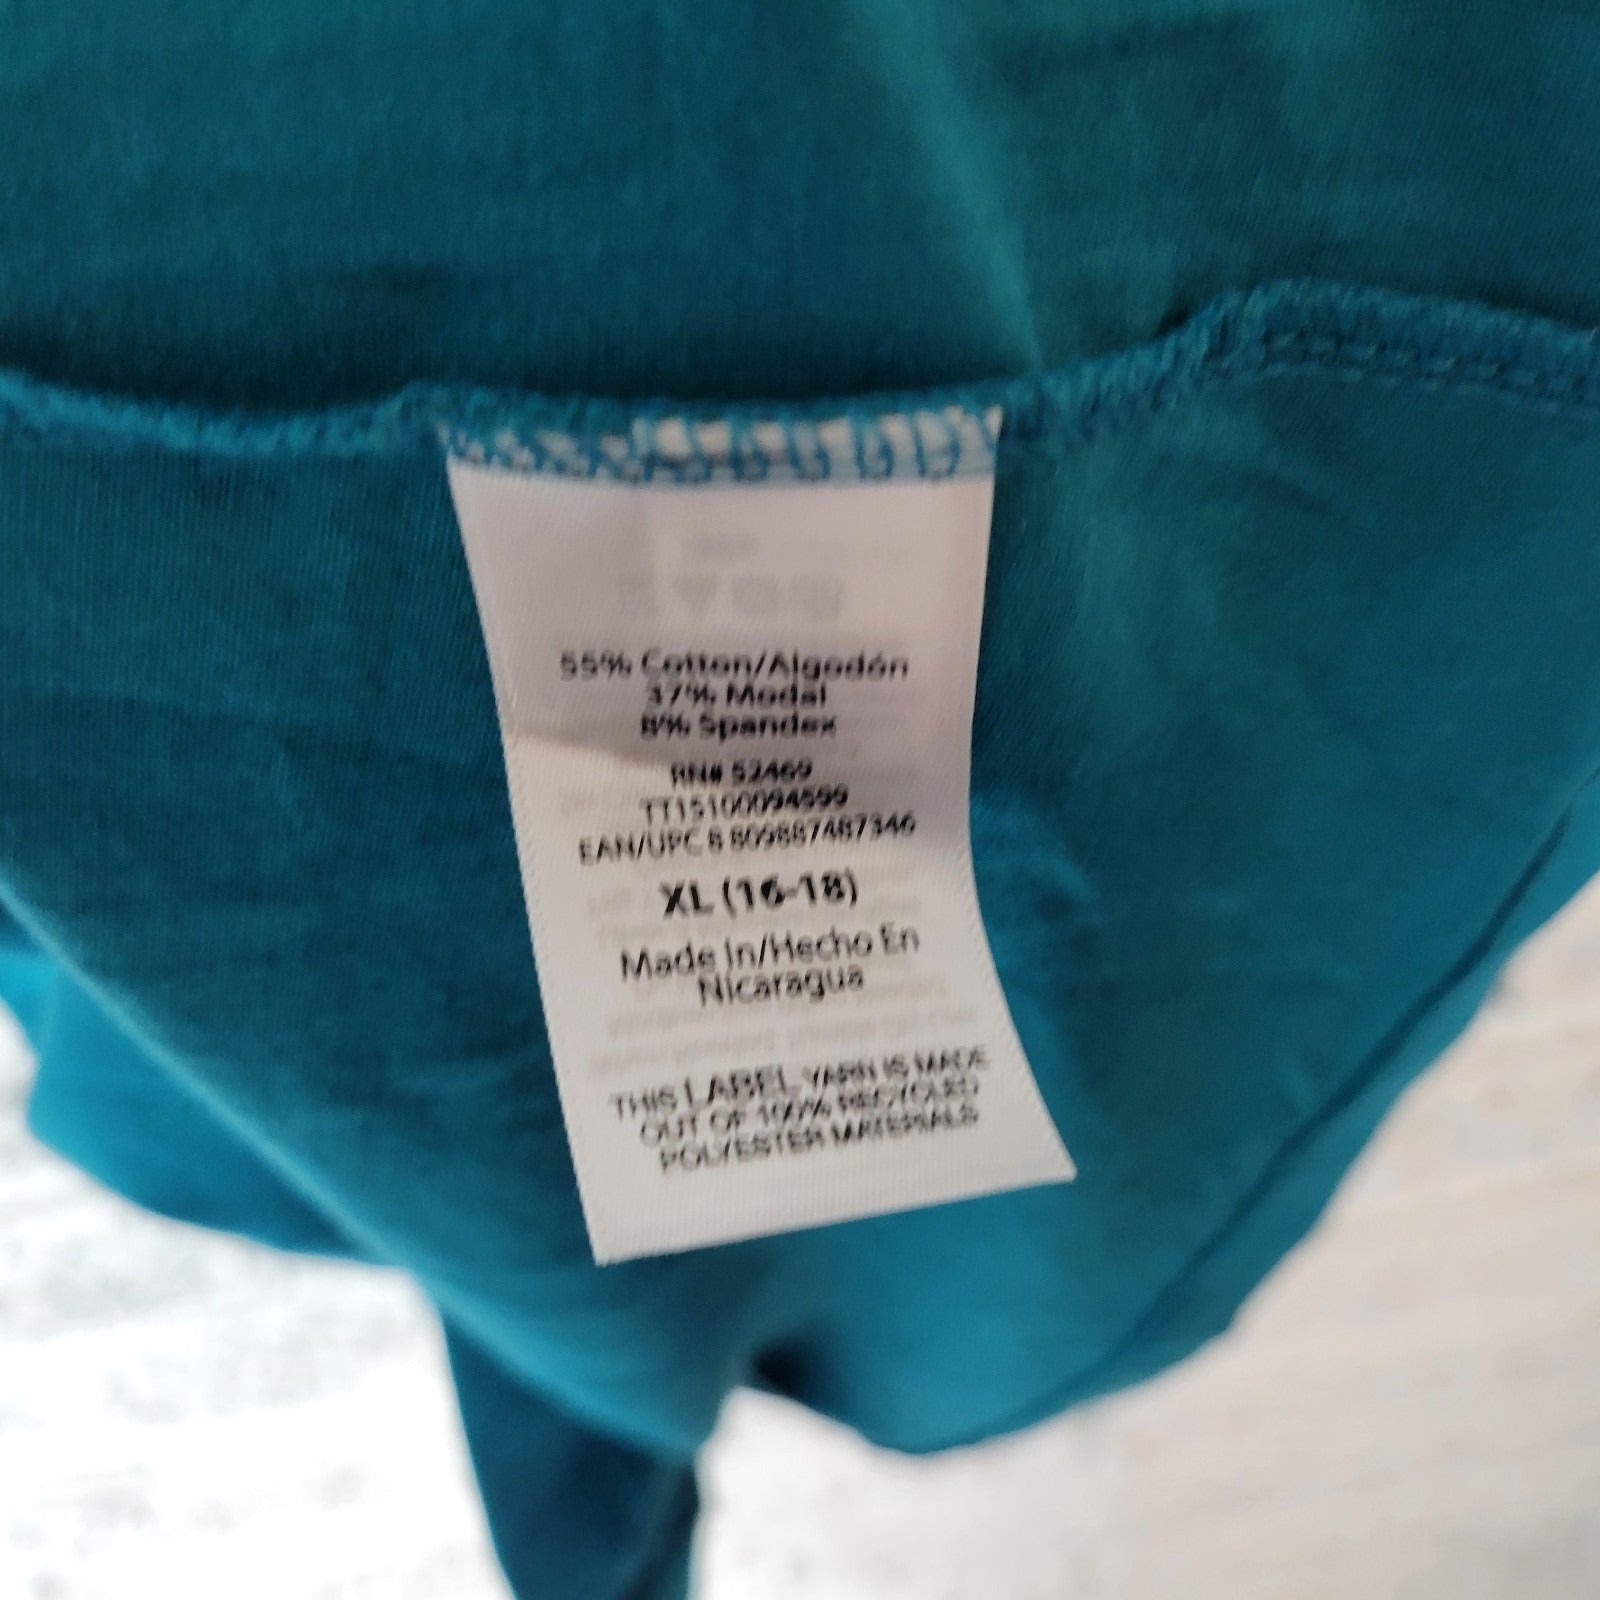 55% Cotton/Algodón
37% Modal
8% Spandex
RN# 52469
TT15100094599
EAN/UPC 8 809887487346
XL (16-18)
Made In/Hecho En
Nicaragua
THIS LABEL YARN IS MADE
OUT OF 100% RECYCLED
POLYESTER MATERIALS